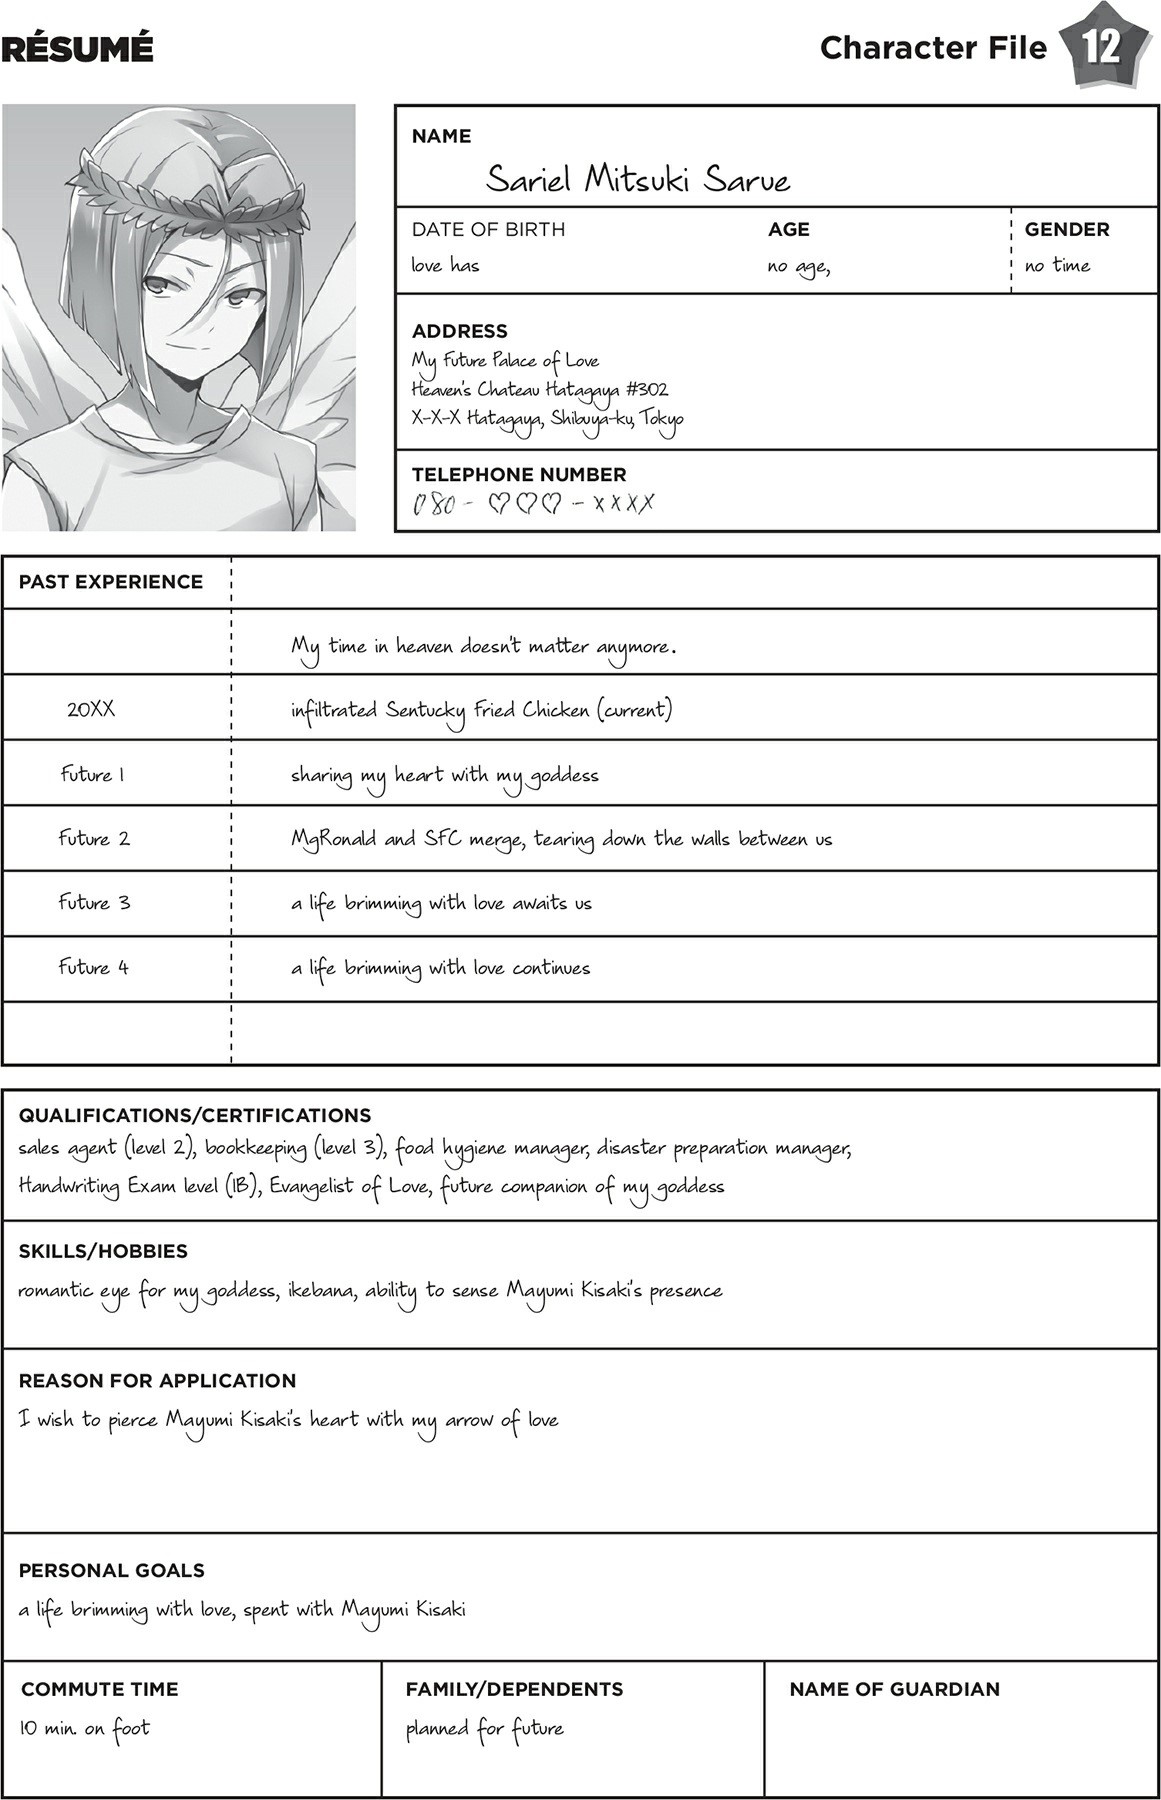 RÉSUMÉ
Character File 12
NAME
Sariel Mitsuki Sarue
DATE OF BIRTH AGE GENDER
love has no age, no time
ADDRESS
My Future Palace of Love
Heaven's Chateau Hatagaya #302
X-X-X Hatagaya, Shibuya-ku, Tokyo
TELEPHONE NUMBER
080-♡♡♡-xxxx
PAST EXPERIENCE
My time in heaven doesn't matter anymore.
20XX infiltrated Sentucky Fried Chicken (current)
Future 1 sharing my heart with my goddess
Future 2 MgRonald and SFC merge, tearing down the walls between us
Future 3 a life brimming with love awaits us
Future 4 a life brimming with love continues
QUALIFICATIONS/CERTIFICATIONS
sales agent (level 2), bookkeeping (level 3), food hygiene manager, disaster preparation manager,
Handwriting Exam level (1B), Evangelist of Love, future companion of my goddess
SKILLS/HOBBIES
romantic eye for my goddess, ikebana, ability to sense Mayumi Kisaki's presence
REASON FOR APPLICATION
I wish to pierce Mayumi Kisaki's heart with my arrow of love
PERSONAL GOALS
a life brimming with love, spent with Mayumi Kisaki
COMMUTE TIME FAMILY/DEPENDENTS NAME OF GUARDIAN
10 min. on foot planned for future